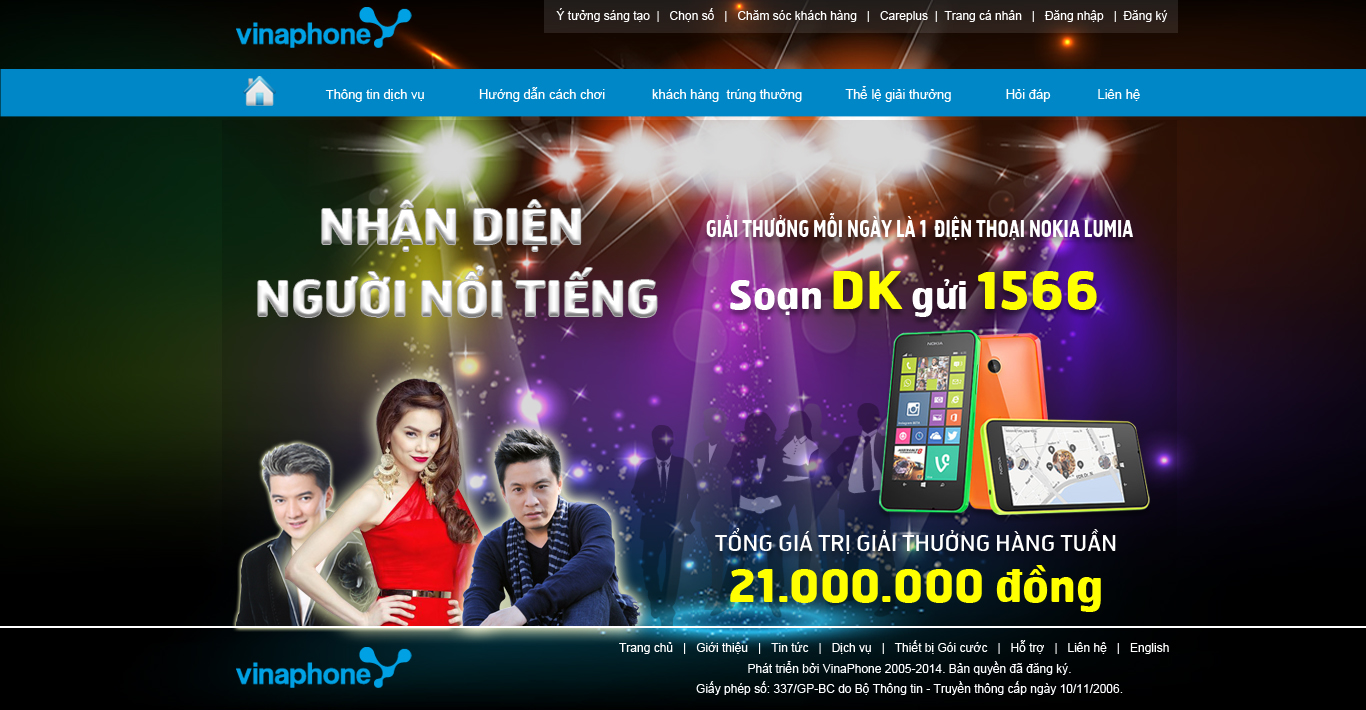 vinaphone
Ý tưởng sáng tạo | Chọn số | Chăm sóc khách hàng | Careplus | Trang cá nhân | Đăng nhập | Đăng ký
Thông tin dịch vụ Hướng dẫn cách chơi khách hàng trúng thưởng Thể lệ giải thưởng Hỏi đáp Liên hệ
NHẬN DIỆN
NGƯỜI NỔI TIẾNG
GIẢI THƯỞNG MỖI NGÀY LÀ 1 ĐIỆN THOẠI NOKIA LUMIA
Soạn DK gửi 1566
NOKIA
TỔNG GIÁ TRỊ GIẢI THƯỞNG HÀNG TUẦN
21.000.000 đồng
vinaphone
Trang chủ | Giới thiệu | Tin tức | Dịch vụ | Thiết bị Gói cước | Hỗ trợ | Liên hệ | English
Phát triển bởi VinaPhone 2005-2014. Bản quyền đã đăng ký.
Giấy phép số: 337/GP-BC do Bộ Thông tin - Truyền thông cấp ngày 10/11/2006.